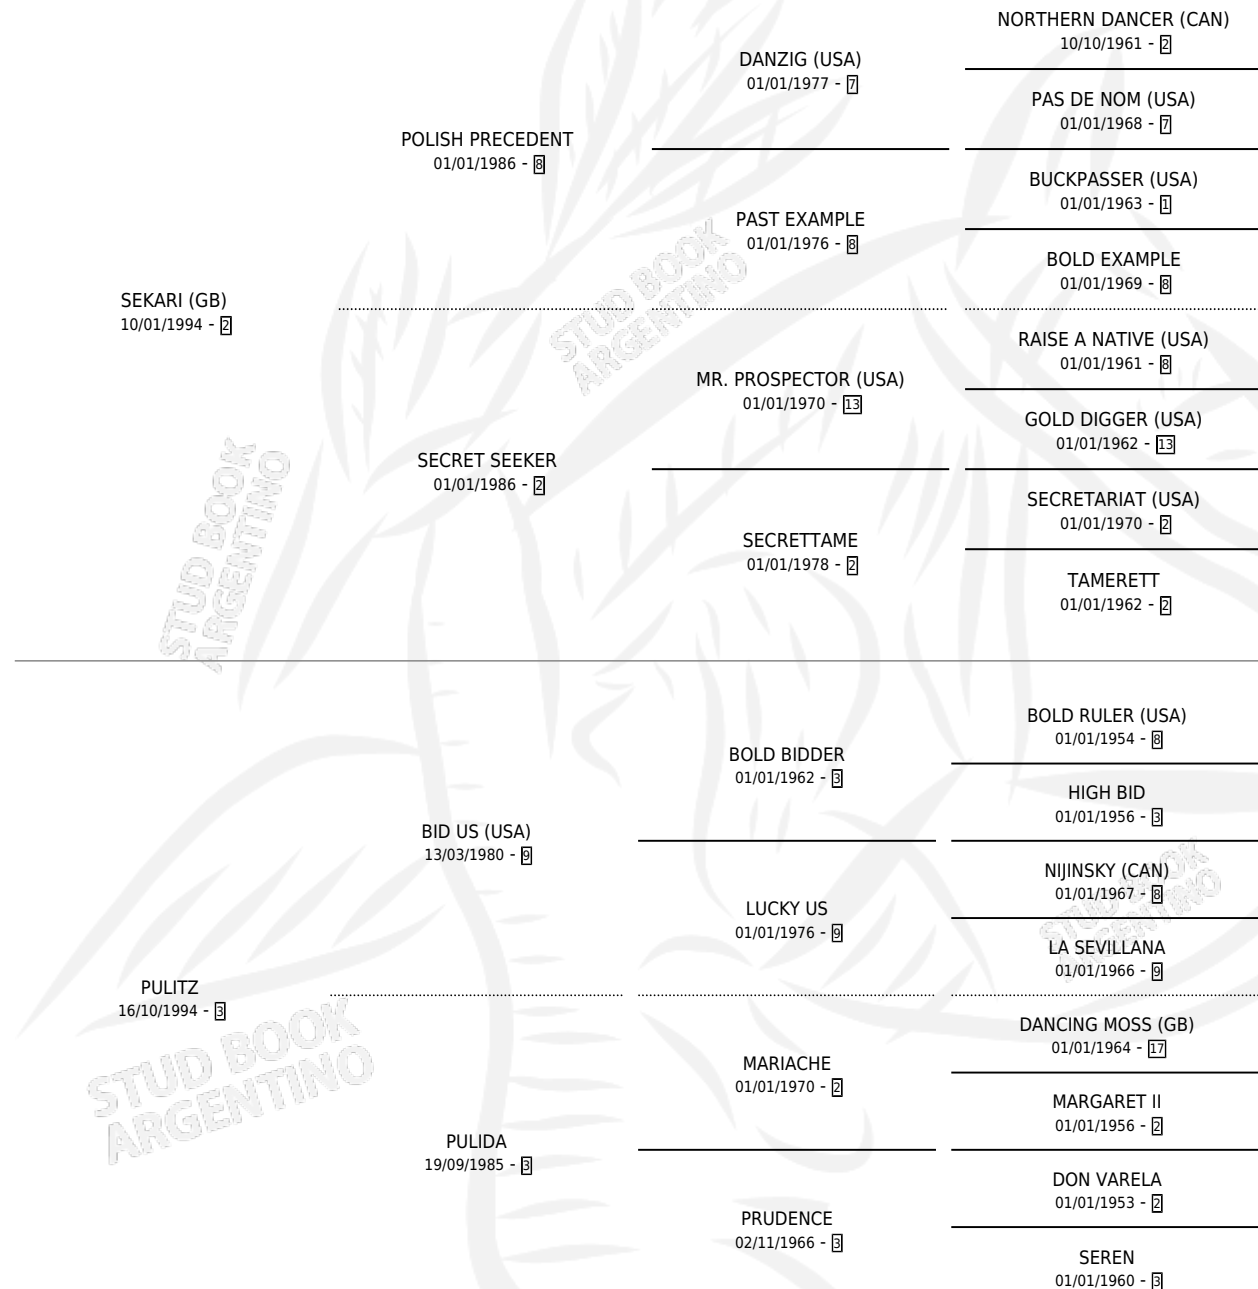 NORTHERN DANCER (CAN)
10/10/1961 - 2
DANZIG (USA)
01/01/1977 - 7
PAS DE NOM (USA)
01/01/1968 - 7
POLISH PRECEDENT
01/01/1986 - 8
BUCKPASSER (USA)
01/01/1963 - 1
PAST EXAMPLE
01/01/1976 - 8
BOLD EXAMPLE
01/01/1969 - 8
SEKARI (GB)
10/01/1994 - 2
STUD BOOK
ARGENTINO
RAISE A NATIVE (USA)
01/01/1961 - 8
MR. PROSPECTOR (USA)
01/01/1970 - 13
GOLD DIGGER (USA)
01/01/1962 - 13
SECRET SEEKER
01/01/1986 - 2
SECRETARIAT (USA)
01/01/1970 - 2
SECRETTAME
01/01/1978 - 2
TAMERETT
01/01/1962 - 2
STUD BOOK
ARGENTINO
BOLD RULER (USA)
01/01/1954 - 8
BOLD BIDDER
01/01/1962 - 3
HIGH BID
01/01/1956 - 3
BID US (USA)
13/03/1980 - 9
NIJINSKY (CAN)
01/01/1967 - 8
LUCKY US
01/01/1976 - 9
LA SEVILLANA
01/01/1966 - 9
STUD BOOK
ARGENTINO
PULITZ
16/10/1994 - 3
STUD BOOK
ARGENTINO
DANCING MOSS (GB)
01/01/1964 - 17
MARIACHE
01/01/1970 - 2
MARGARET II
01/01/1956 - 2
PULIDA
19/09/1985 - 3
DON VARELA
01/01/1953 - 2
PRUDENCE
02/11/1966 - 3
SEREN
01/01/1960 - 3